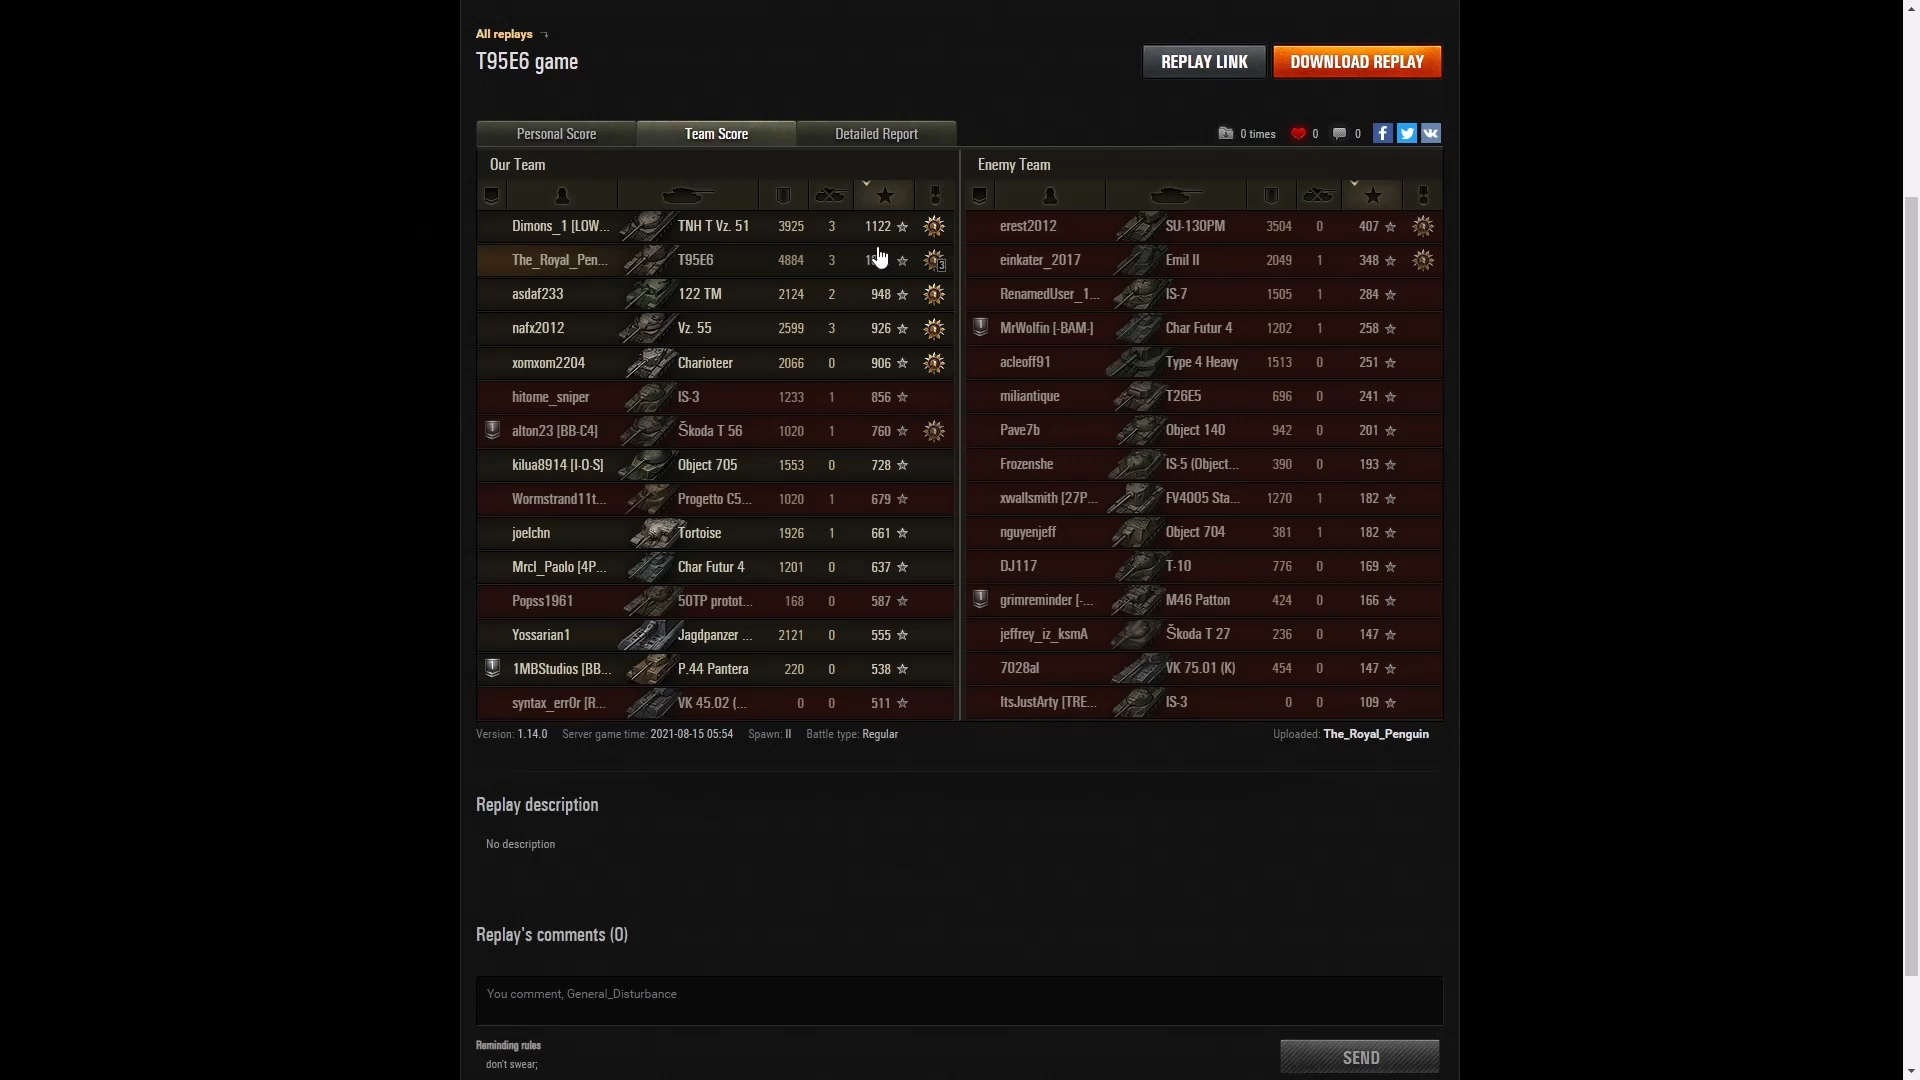 All replays
T95E6 game
REPLAY LINK
DOWNLOAD REPLAY
Personal Score Team Score Detailed Report 0 times 0 0
Our Team
Dimons_1 [LOW... TNH T Vz. 51 3925 3 1122
The_Royal_Pen... T95E6 4884 3
asdaf233 122 TM 2124 2 948
nafx2012 Vz. 55 2599 3 926
xomxom2204 Charioteer 2066 0 906
hitome_sniper IS-3 1233 1 856
alton23 [BB-C4] Škoda T 56 1020 1 760
kilua8914 [I-O-S] Object 705 1553 0 728
Wormstrand11t... Progetto C5... 1020 1 679
joelchn Tortoise 1926 1 661
Mrcl_Paolo [4P... Char Futur 4 1201 0 637
Popss1961 50TP protot... 168 0 587
Yossarian1 Jagdpanzer ... 2121 0 555
1MBStudios [BB... P.44 Pantera 220 0 538
syntax_err0r [R... VK 45.02 (... 0 0 511
Enemy Team
erest2012 SU-130PM 3504 0 407
einkater_2017 Emil II 2049 1 348
RenamedUser_1... IS-7 1505 1 284
MrWolfin [-BAM-] Char Futur 4 1202 1 258
acleoff91 Type 4 Heavy 1513 0 251
miliantique T26E5 696 0 241
Pave7b Object 140 942 0 201
Frozenshe IS-5 (Object... 390 0 193
xwallsmith [27P... FV4005 Sta... 1270 1 182
nguyenjeff Object 704 381 1 182
DJ117 T-10 776 0 169
grimreminder [-... M46 Patton 424 0 166
jeffrey_iz_ksmA Škoda T 27 236 0 147
7028al VK 75.01 (K) 454 0 147
ItsJustArty [TRE... IS-3 0 0 109
Version: 1.14.0 Server game time: 2021-08-15 05:54 Spawn: II Battle type: Regular
Uploaded: The_Royal_Penguin
Replay description
No description
Replay's comments (0)
You comment, General_Disturbance
Reminding rules
don't swear;
SEND